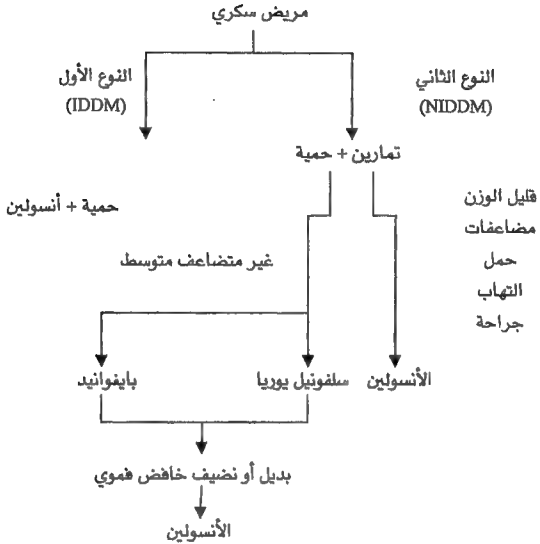 مريض سكري
النوع الأول
(IDDM)
النوع الثاني
(NIDDM)
تمارين + حمية
حمية + أنسولين
قليل الوزن
مضاعفات
حمل
التهاب
جراحة
غير متضاعف متوسط
بايغوانيد
سلفونيل يوريا
الأنسولين
بديل أو نضيف خافض فموي
الأنسولين